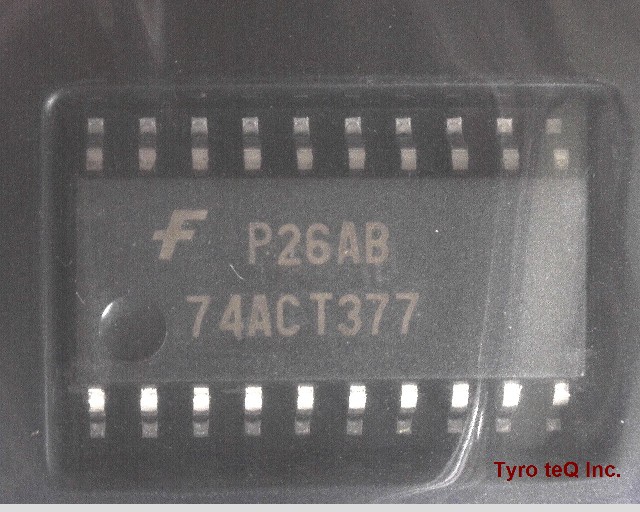 P26AB
74ACT377
Tyro teQ Inc.